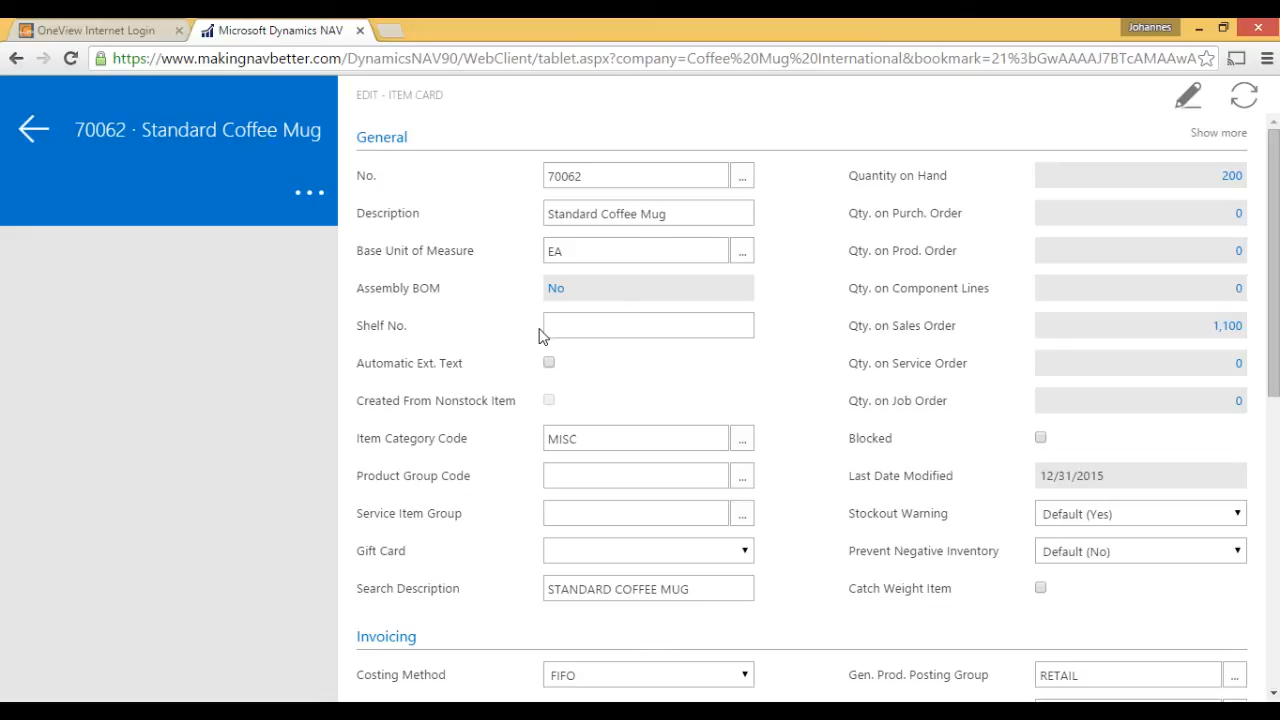 OneView Internet Login
Microsoft Dynamics NAV
Johannes
https://www.makingnavbetter.com/DynamicsNAV90/WebClient/tablet.aspx?company=Coffee%20Mug%20International&bookmark=21%3bGwAAAAJ7BTcAMAAwA
70062 · Standard Coffee Mug
EDIT - ITEM CARD
General
Show more
No. 70062 ...
Quantity on Hand 200
Description Standard Coffee Mug
Qty. on Purch. Order 0
Base Unit of Measure EA ...
Qty. on Prod. Order 0
Assembly BOM No
Qty. on Component Lines 0
Shelf No.
Qty. on Sales Order 1,100
Automatic Ext. Text
Qty. on Service Order 0
Created From Nonstock Item
Qty. on Job Order 0
Item Category Code MISC ...
Blocked
Product Group Code ...
Last Date Modified 12/31/2015
Service Item Group ...
Stockout Warning Default (Yes)
Gift Card
Prevent Negative Inventory Default (No)
Search Description STANDARD COFFEE MUG
Catch Weight Item
Invoicing
Costing Method FIFO
Gen. Prod. Posting Group RETAIL ...